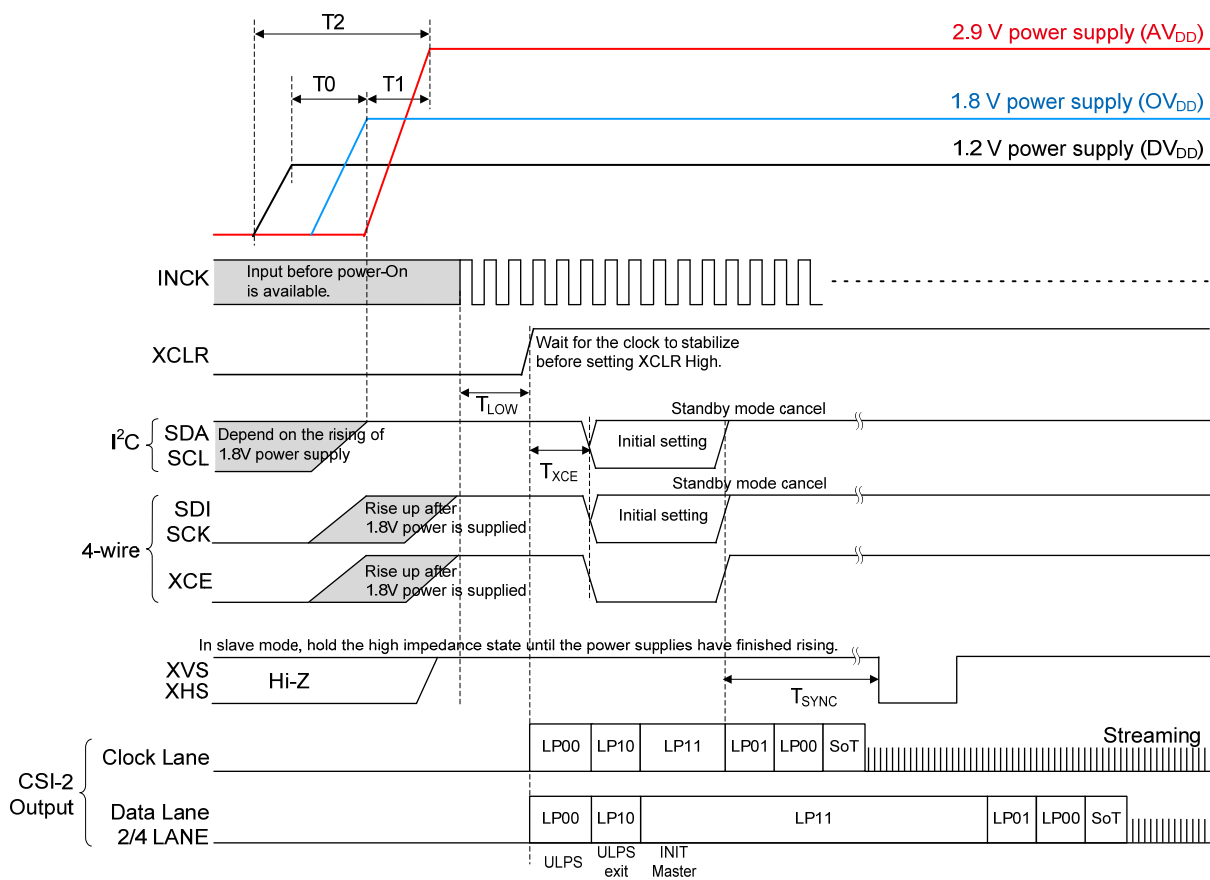 T2
2.9 V power supply (AVDD)
T0
T1
1.8 V power supply (OVDD)
1.2 V power supply (DVDD)
INCK
Input before power-On
is available.
XCLR
Wait for the clock to stabilize
before setting XCLR High.
TLOW
Standby mode cancel
I2C
SDA
SCL
Depend on the rising of
1.8V power supply
Initial setting
TXCE
Standby mode cancel
4-wire
SDI
SCK
Rise up after
1.8V power is supplied
Initial setting
XCE
Rise up after
1.8V power is supplied
In slave mode, hold the high impedance state until the power supplies have finished rising.
XVS
XHS
Hi-Z
TSYNC
CSI-2
Output
Clock Lane
LP00
LP10
LP11
LP01
LP00
SoT
Streaming
Data Lane
2/4 LANE
LP00
LP10
LP11
LP01
LP00
SoT
ULPS
ULPS
exit
INIT
Master